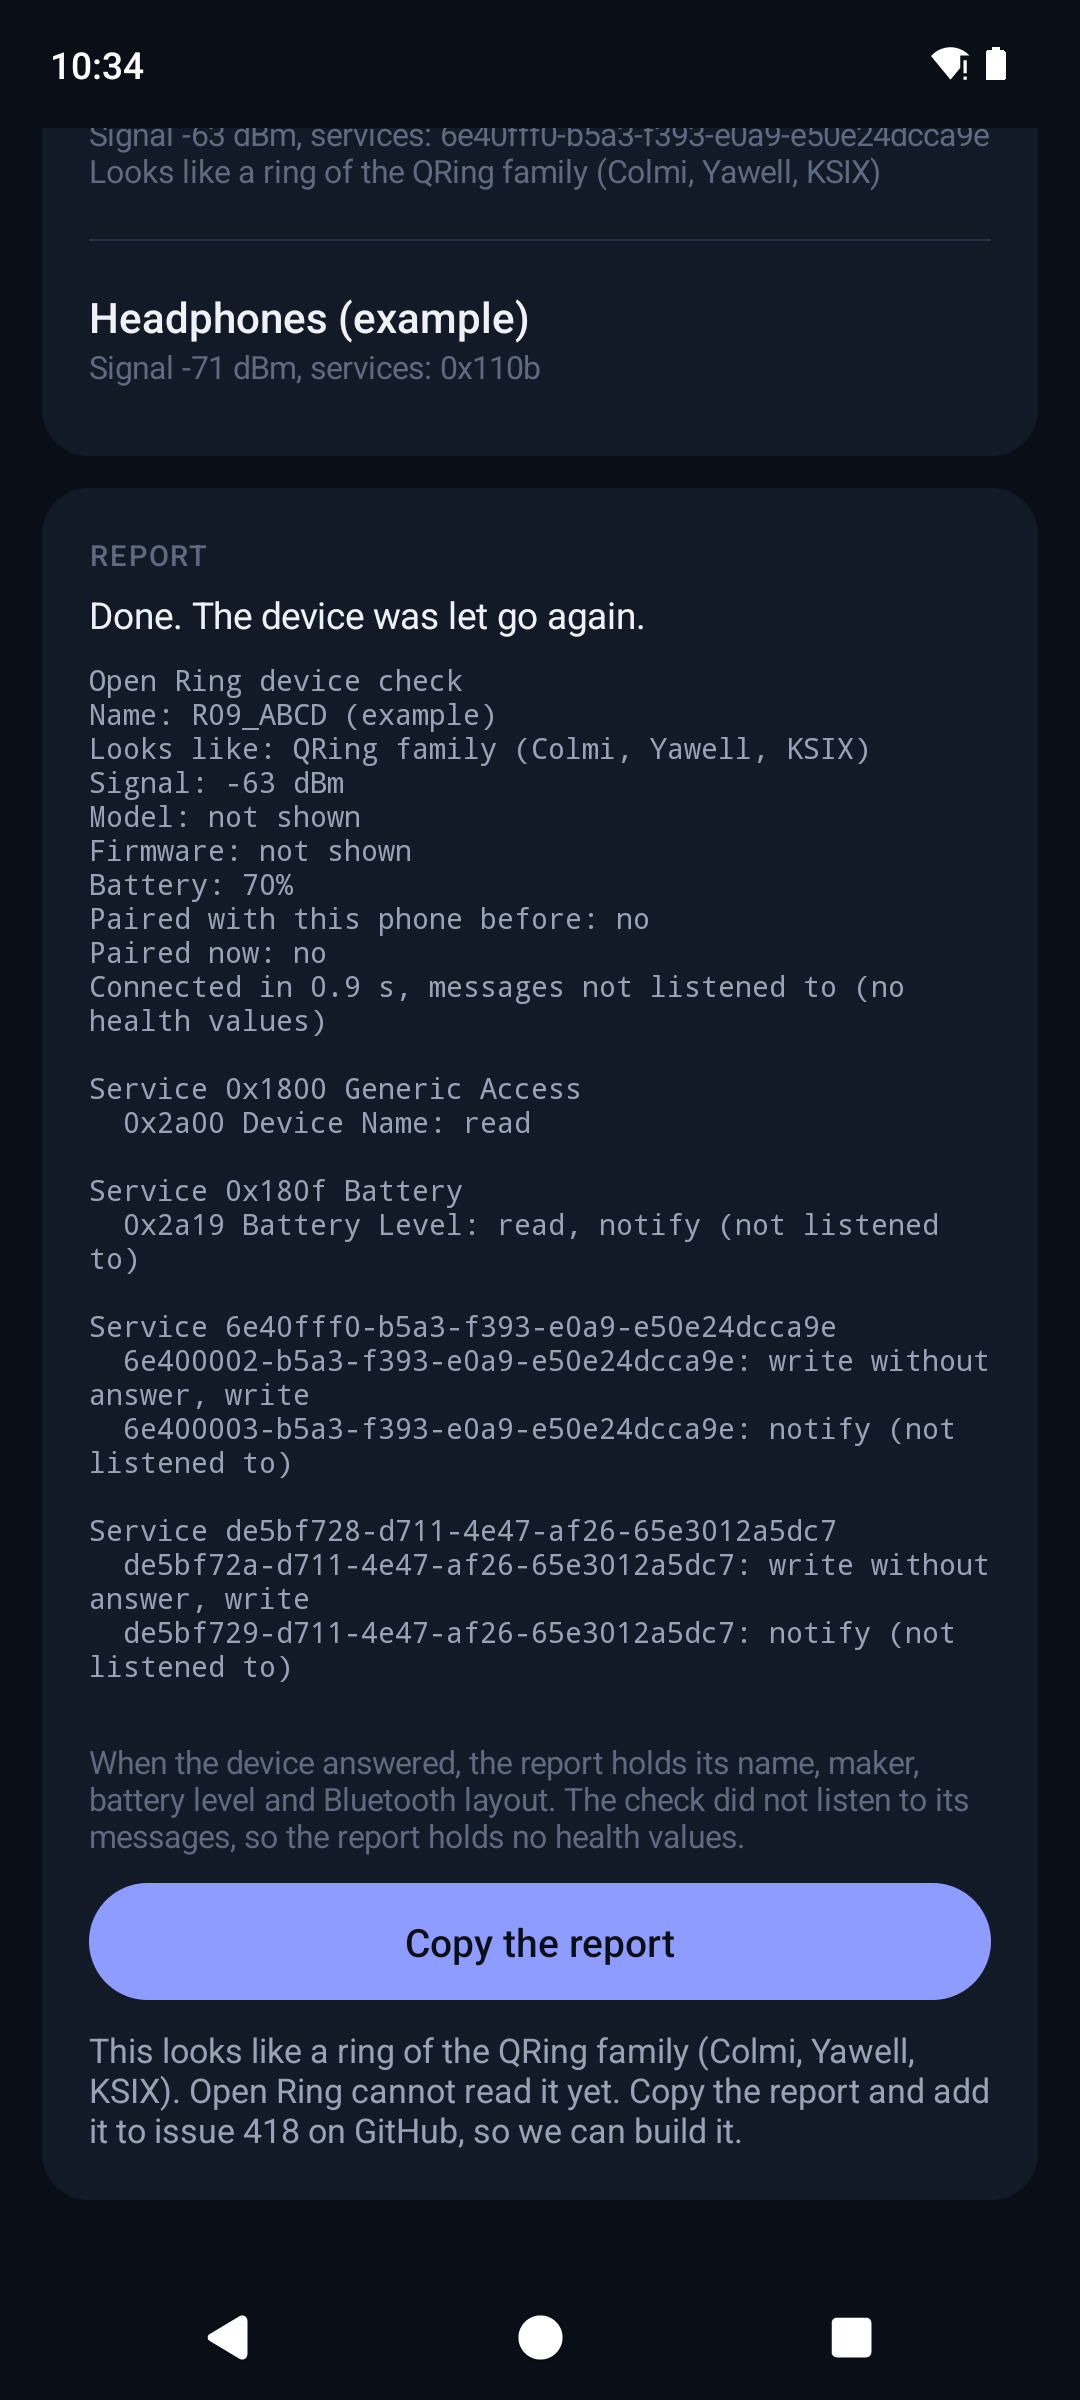 10:34
Signal -63 dBm, services: 6e40fff0-b5a3-f393-e0a9-e50e24dcca9e
Looks like a ring of the QRing family (Colmi, Yawell, KSIX)
Headphones (example)
Signal -71 dBm, services: 0x110b
REPORT
Done. The device was let go again.
Open Ring device check
Name: R09_ABCD (example)
Looks like: QRing family (Colmi, Yawell, KSIX)
Signal: -63 dBm
Model: not shown
Firmware: not shown
Battery: 70%
Paired with this phone before: no
Paired now: no
Connected in 0.9 s, messages not listened to (no
health values)
Service 0x1800 Generic Access
0x2a00 Device Name: read
Service 0x180f Battery
0x2a19 Battery Level: read, notify (not listened
to)
Service 6e40fff0-b5a3-f393-e0a9-e50e24dcca9e
6e400002-b5a3-f393-e0a9-e50e24dcca9e: write without
answer, write
6e400003-b5a3-f393-e0a9-e50e24dcca9e: notify (not
listened to)
Service de5bf728-d711-4e47-af26-65e3012a5dc7
de5bf72a-d711-4e47-af26-65e3012a5dc7: write without
answer, write
de5bf729-d711-4e47-af26-65e3012a5dc7: notify (not
listened to)
When the device answered, the report holds its name, maker,
battery level and Bluetooth layout. The check did not listen to its
messages, so the report holds no health values.
Copy the report
This looks like a ring of the QRing family (Colmi, Yawell,
KSIX). Open Ring cannot read it yet. Copy the report and add
it to issue 418 on GitHub, so we can build it.